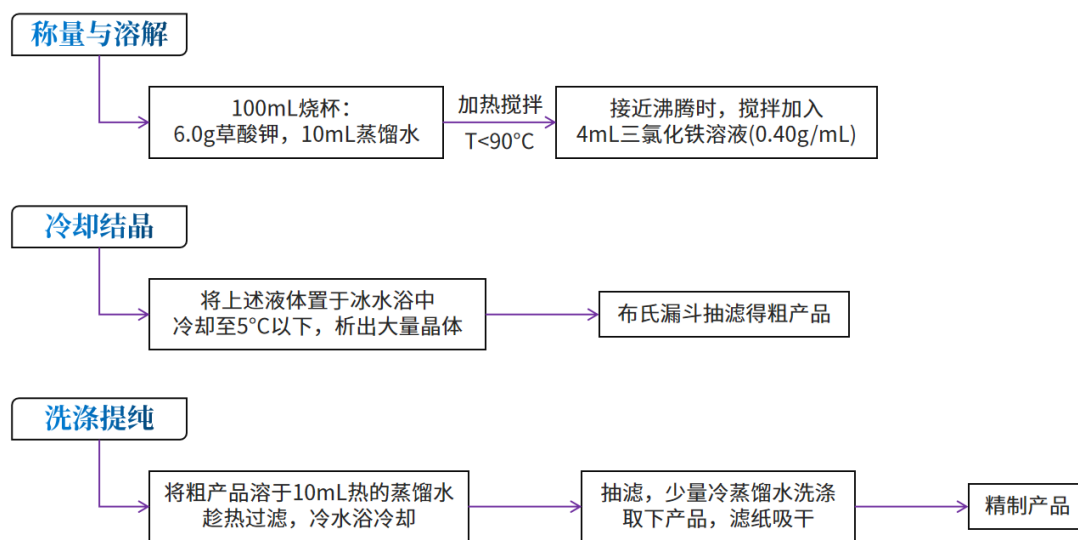 称量与溶解
100mL烧杯：
6.0g草酸钾，10mL蒸馏水
加热搅拌
T<90℃
接近沸腾时，搅拌加入
4mL三氯化铁溶液(0.40g/mL)
冷却结晶
将上述液体置于冰水浴中
冷却至5℃以下，析出大量晶体
布氏漏斗抽滤得粗产品
洗涤提纯
将粗产品溶于10mL热的蒸馏水
趁热过滤，冷水浴冷却
抽滤，少量冷蒸馏水洗涤
取下产品，滤纸吸干
精制产品